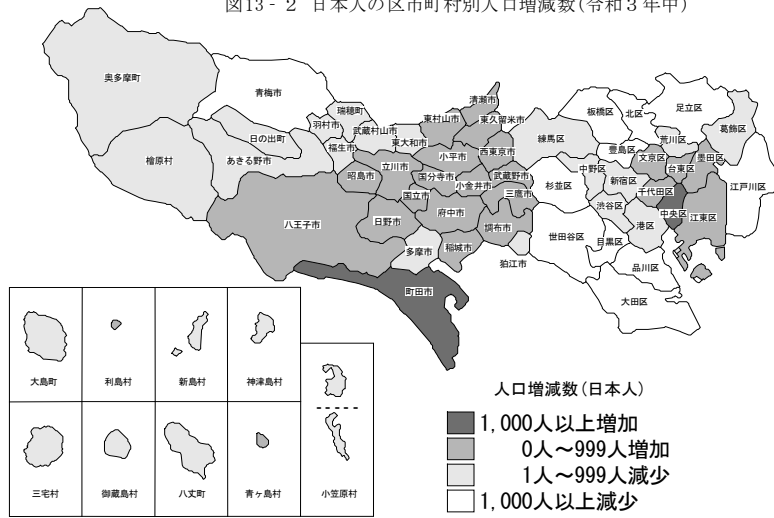 図13-2 日本人の区市町村別人口増減数(令和3年中)
奥多摩町
青梅市
瑞穂町
羽村市
武蔵村山市
日の出町
福生市
あきる野市
檜原村
東大和市
東村山市
清瀬市
東久留米市
昭島市
立川市
小平市
西東京市
国分寺市
小金井市
武蔵野市
三鷹市
国立市
八王子市
日野市
府中市
調布市
多摩市
稲城市
狛江市
町田市
練馬区
板橋区
北区
足立区
葛飾区
荒川区
豊島区
文京区
台東区
墨田区
中野区
杉並区
新宿区
千代田区
江戸川区
渋谷区
中央区
江東区
港区
世田谷区
目黒区
品川区
大田区
大島町
利島村
新島村
神津島村
三宅村
御蔵島村
八丈町
青ヶ島村
小笠原村
人口増減数(日本人)
1,000人以上増加
0人～999人増加
1人～999人減少
1,000人以上減少